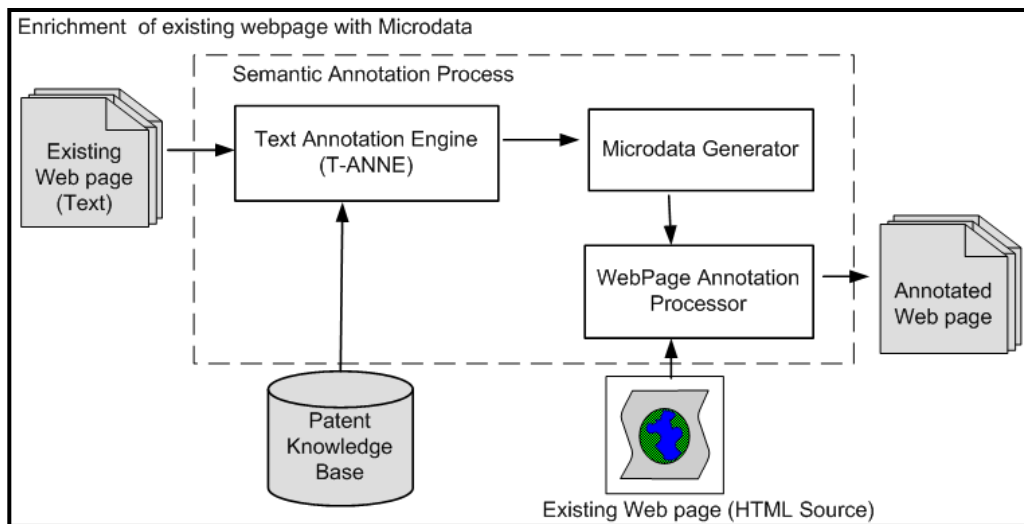 Enrichment of existing webpage with Microdata
Semantic Annotation Process
Existing
Web page
(Text)
Text Annotation Engine
(T-ANNE)
Microdata Generator
WebPage Annotation
Processor
Annotated
Web page
Patent
Knowledge
Base
Existing Web page (HTML Source)